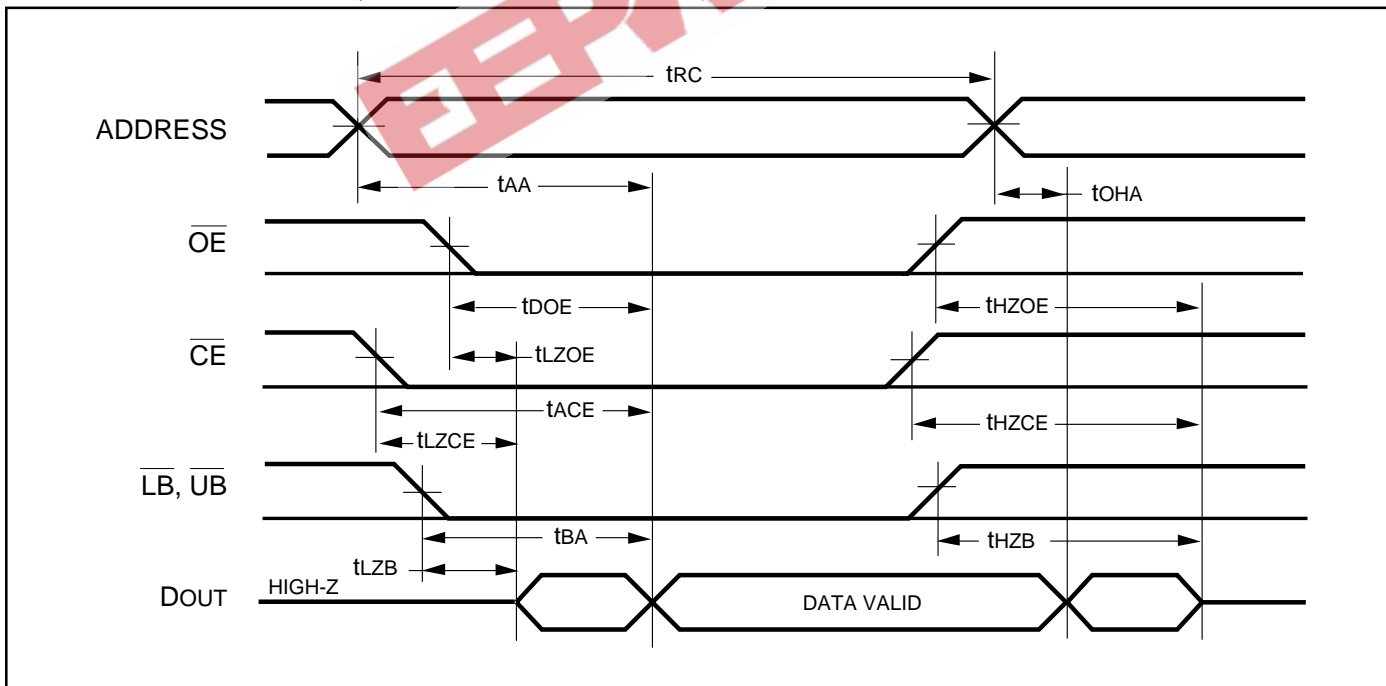 tRC
ADDRESS
tAA
tOHA
OE
tDOE
tHZOE
CE
tLZOE
tACE
tLZCE
tHZCE
LB, UB
tBA
tHZB
tLZB
DOUT
HIGH-Z
DATA VALID